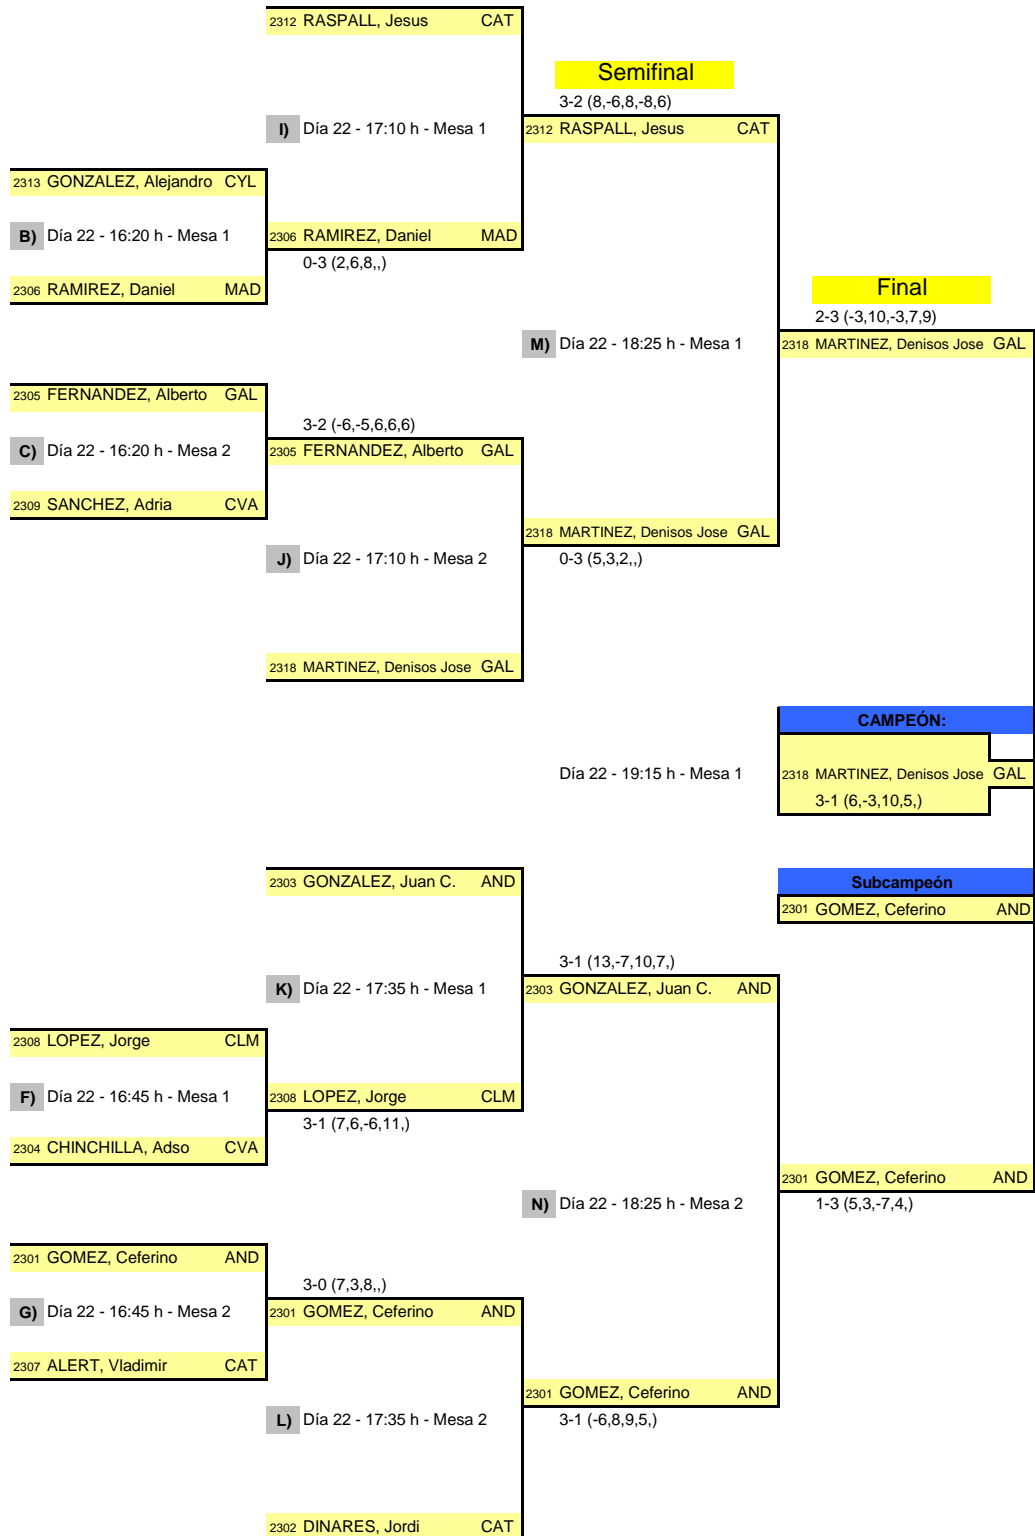 2312 RASPALL, Jesus CAT
Semifinal
3-2 (8,-6,8,-8,6)
I) Día 22 - 17:10 h - Mesa 1
2312 RASPALL, Jesus CAT
2313 GONZALEZ, Alejandro CYL
B) Día 22 - 16:20 h - Mesa 1
2306 RAMIREZ, Daniel MAD
0-3 (2,6,8,,)
2306 RAMIREZ, Daniel MAD
Final
2-3 (-3,10,-3,7,9)
M) Día 22 - 18:25 h - Mesa 1
2318 MARTINEZ, Denisos Jose GAL
2305 FERNANDEZ, Alberto GAL
3-2 (-6,-5,6,6,6)
C) Día 22 - 16:20 h - Mesa 2
2305 FERNANDEZ, Alberto GAL
2309 SANCHEZ, Adria CVA
2318 MARTINEZ, Denisos Jose GAL
J) Día 22 - 17:10 h - Mesa 2
0-3 (5,3,2,,)
2318 MARTINEZ, Denisos Jose GAL
CAMPEÓN:
Día 22 - 19:15 h - Mesa 1
2318 MARTINEZ, Denisos Jose GAL
3-1 (6,-3,10,5,)
2303 GONZALEZ, Juan C. AND
Subcampeón
2301 GOMEZ, Ceferino AND
3-1 (13,-7,10,7,)
K) Día 22 - 17:35 h - Mesa 1
2303 GONZALEZ, Juan C. AND
2308 LOPEZ, Jorge CLM
F) Día 22 - 16:45 h - Mesa 1
2308 LOPEZ, Jorge CLM
3-1 (7,6,-6,11,)
2304 CHINCHILLA, Adso CVA
2301 GOMEZ, Ceferino AND
N) Día 22 - 18:25 h - Mesa 2
1-3 (5,3,-7,4,)
2301 GOMEZ, Ceferino AND
3-0 (7,3,8,,)
G) Día 22 - 16:45 h - Mesa 2
2301 GOMEZ, Ceferino AND
2307 ALERT, Vladimir CAT
2301 GOMEZ, Ceferino AND
L) Día 22 - 17:35 h - Mesa 2
3-1 (-6,8,9,5,)
2302 DINARES, Jordi CAT